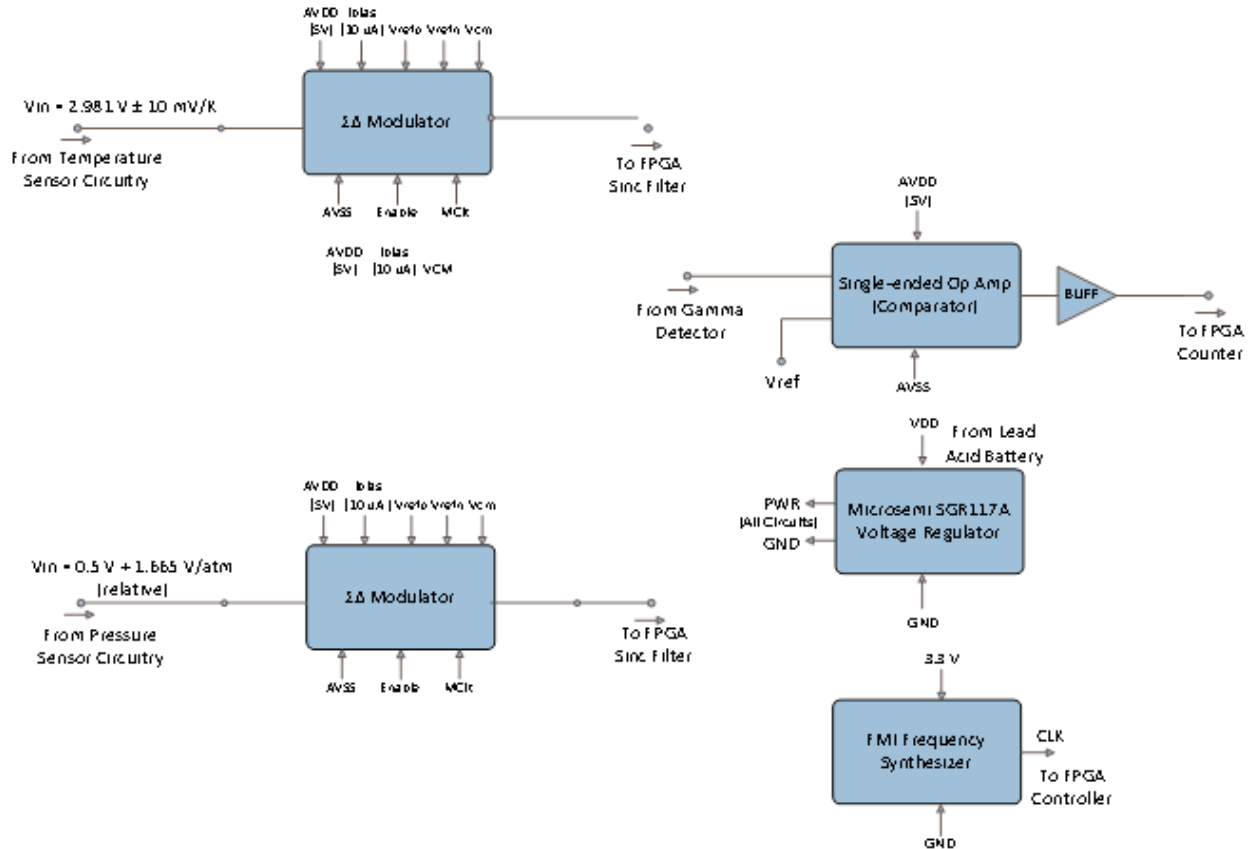 AVDD Ibias
(5V) (10 uA) Vrefp Vrefn Vcm
Vin = 2.981 V ± 10 mV/K
ΣΔ Modulator
From Temperature
Sensor Circuitry
To FPGA
Sinc Filter
AVSS Enable MClk
AVDD Ibias
(5V) (10 uA) VCM
AVDD
(5V)
Single-ended Op Amp
(Comparator)
BUFF
From Gamma
Detector
To FPGA
Counter
Vref
AVSS
VDD
From Lead
Acid Battery
PWR
(All Circuits)
GND
Microsemi SGR117A
Voltage Regulator
GND
AVDD Ibias
(5V) (10 uA) Vrefp Vrefn Vcm
Vin = 0.5 V + 1.665 V/atm
(relative)
ΣΔ Modulator
From Pressure
Sensor Circuitry
To FPGA
Sinc Filter
AVSS Enable MClk
3.3 V
FMI Frequency
Synthesizer
CLK
To FPGA
Controller
GND